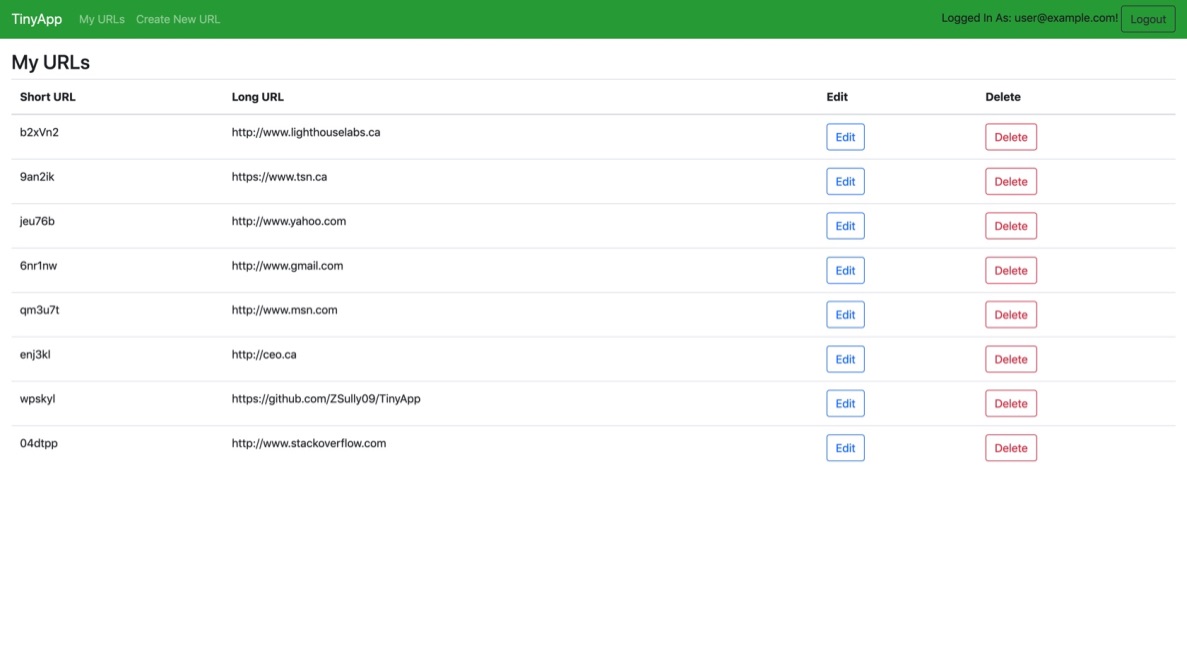 TinyApp My URLs Create New URL Logged In As: user@example.com! Logout
My URLs
Short URL Long URL Edit Delete
b2xVn2 http://www.lighthouselabs.ca Edit Delete
9an2ik https://www.tsn.ca Edit Delete
jeu76b http://www.yahoo.com Edit Delete
6nr1nw http://www.gmail.com Edit Delete
qm3u7t http://www.msn.com Edit Delete
enj3kl http://ceo.ca Edit Delete
wpskyl https://github.com/ZSully09/TinyApp Edit Delete
04dtpp http://www.stackoverflow.com Edit Delete